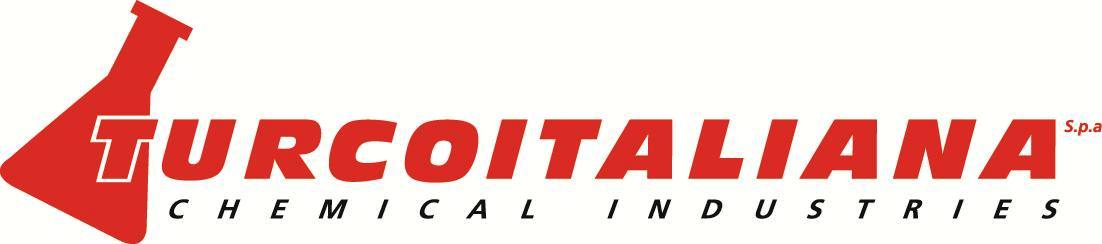 TURCOITALIANA S.p.a
CHEMICAL INDUSTRIES